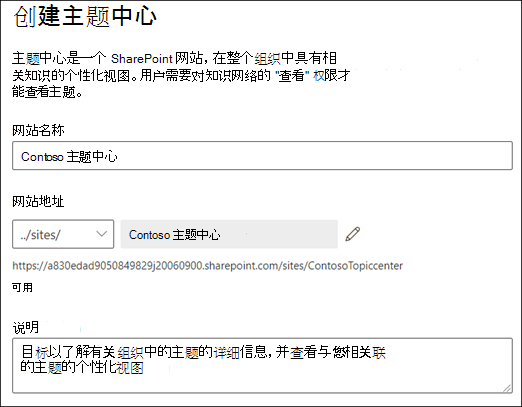 创建主题中心
主题中心是一个 SharePoint 网站, 在整个组织中具有相
关知识的个性化视图。用户需要对知识网络的 "查看" 权限才
能查看主题。
网站名称
Contoso 主题中心
网站地址
../sites/ Contoso 主题中心
https://a830edad9050849829j20060900.sharepoint.com/sites/ContosoTopiccenter
可用
说明
目标以了解有关组织中的主题的详细信息, 并查看与您相关联
的主题的个性化视图